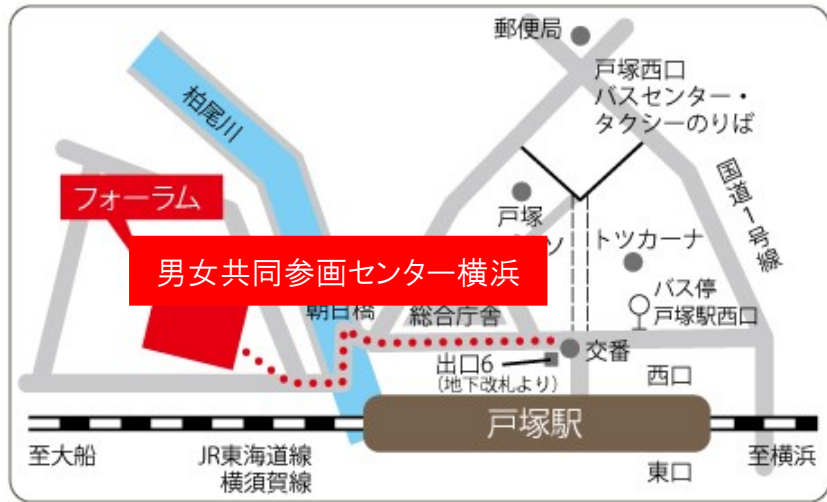 郵便局
戸塚西口
バスセンター・
タクシーのりば
柏尾川
国道1号線
フォーラム
戸塚
トツカーナ
男女共同参画センター横浜
バス停
戸塚駅西口
朝日橋
総合庁舎
交番
出口6
(地下改札より)
西口
戸塚駅
至大船
JR東海道線
横須賀線
至横浜
東口